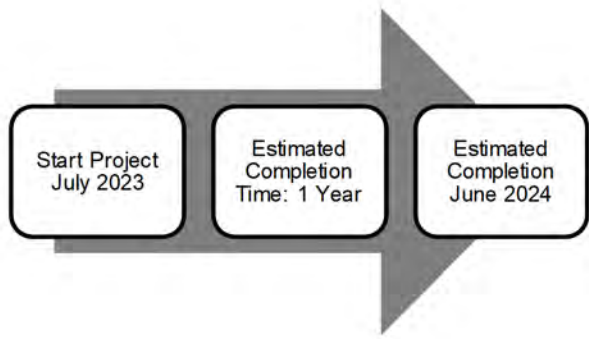 Start Project
July 2023
Estimated
Completion
Time: 1 Year
Estimated
Completion
June 2024